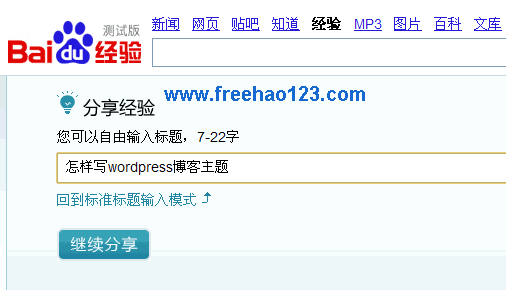 Bai du 经验 测试版
新闻 网页 贴吧 知道 经验 MP3 图片 百科 文库
分享经验 www.freehao123.com
您可以自由输入标题，7-22字
怎样写wordpress博客主题
回到标准标题输入模式
继续分享